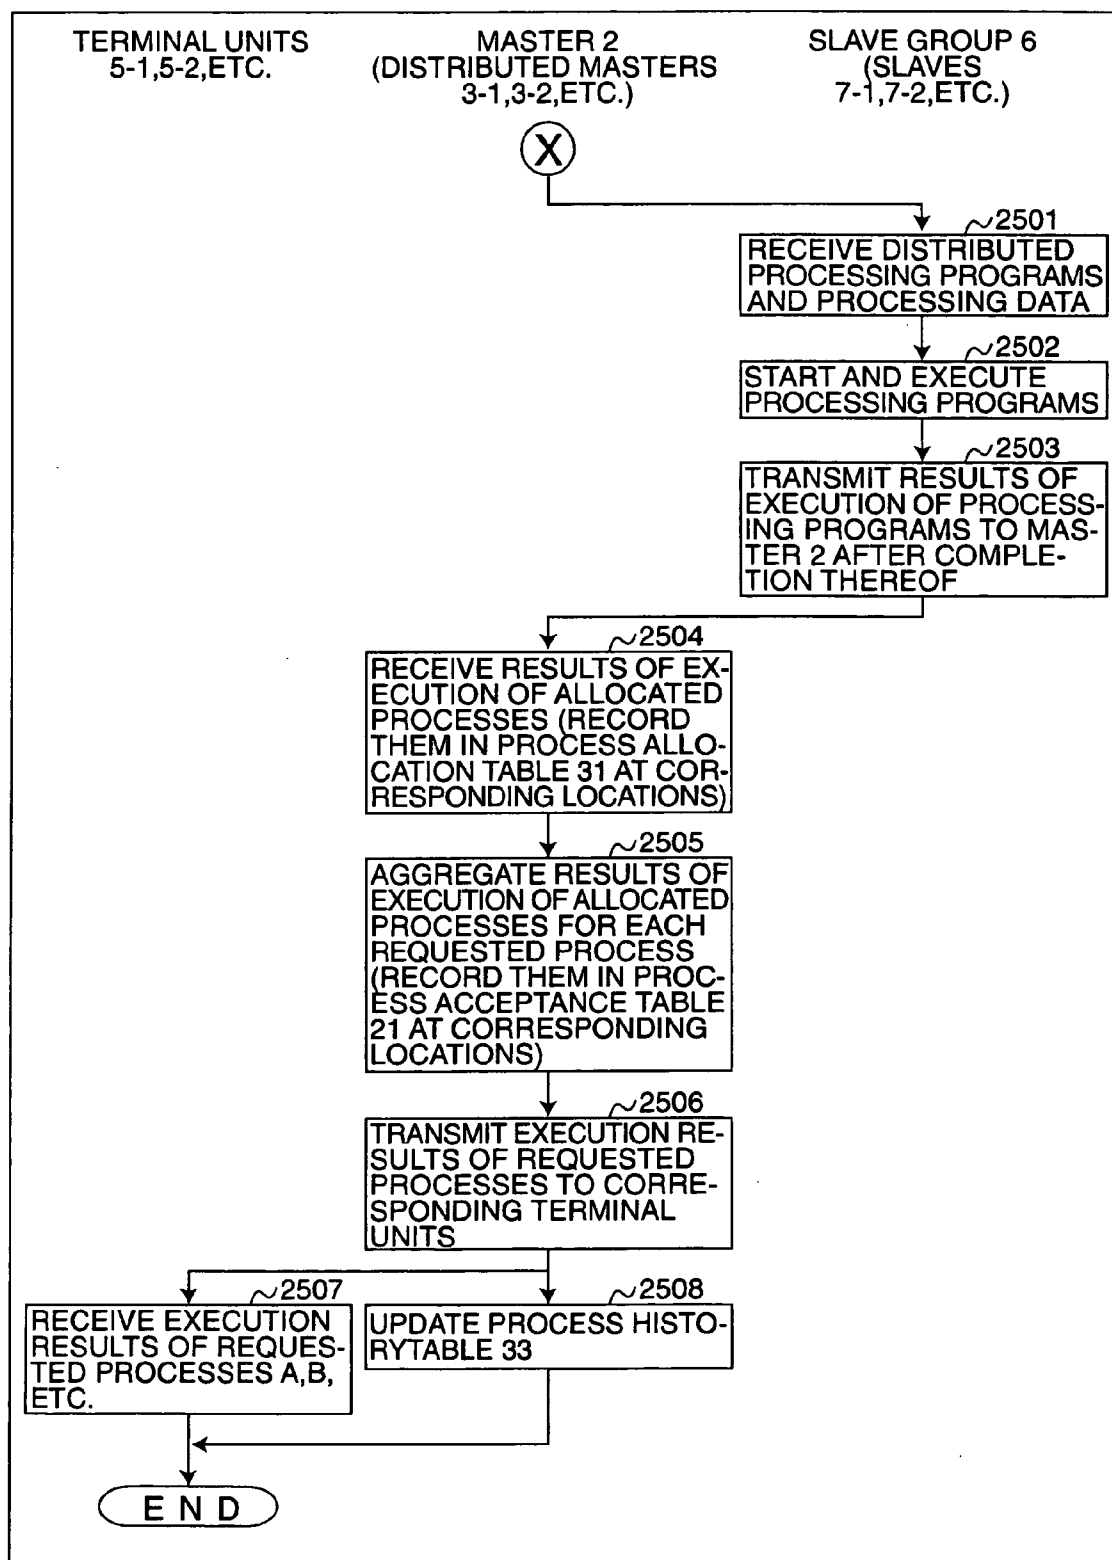 TERMINAL UNITS
5-1,5-2,ETC.
MASTER 2
(DISTRIBUTED MASTERS
3-1,3-2,ETC.)
SLAVE GROUP 6
(SLAVES
7-1,7-2,ETC.)
X
2501
RECEIVE DISTRIBUTED
PROCESSING PROGRAMS
AND PROCESSING DATA
2502
START AND EXECUTE
PROCESSING PROGRAMS
2503
TRANSMIT RESULTS OF
EXECUTION OF PROCESS-
ING PROGRAMS TO MAS-
TER 2 AFTER COMPLE-
TION THEREOF
2504
RECEIVE RESULTS OF EX-
ECUTION OF ALLOCATED
PROCESSES (RECORD
THEM IN PROCESS ALLO-
CATION TABLE 31 AT COR-
RESPONDING LOCATIONS)
2505
AGGREGATE RESULTS OF
EXECUTION OF ALLOCATED
PROCESSES FOR EACH
REQUESTED PROCESS
(RECORD THEM IN PROC-
ESS ACCEPTANCE TABLE
21 AT CORRESPONDING
LOCATIONS)
2506
TRANSMIT EXECUTION RE-
SULTS OF REQUESTED
PROCESSES TO CORRE-
SPONDING TERMINAL
UNITS
2507
RECEIVE EXECUTION
RESULTS OF REQUES-
TED PROCESSES A,B,
ETC.
2508
UPDATE PROCESS HISTO-
RYTABLE 33
END